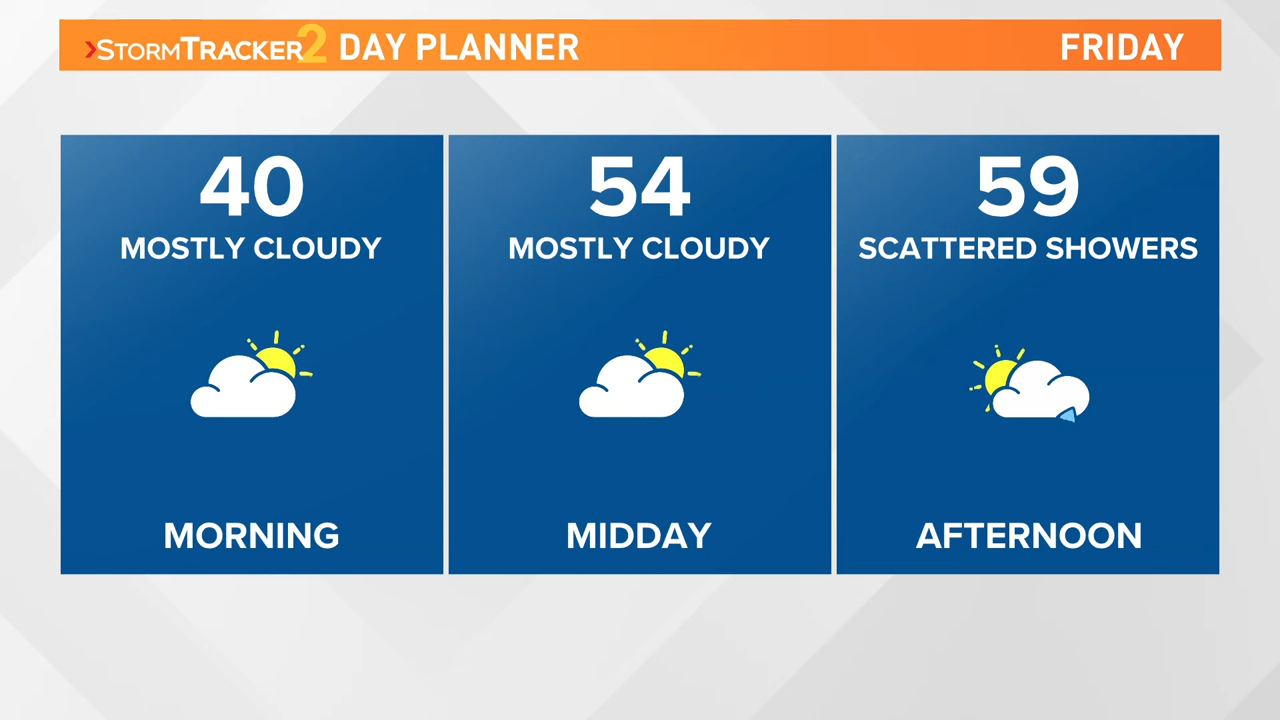 STORMTRACKER2 DAY PLANNER
FRIDAY
40
MOSTLY CLOUDY
MORNING
54
MOSTLY CLOUDY
MIDDAY
59
SCATTERED SHOWERS
AFTERNOON